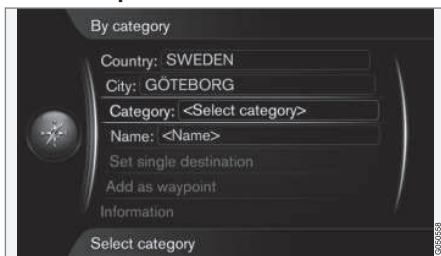 By category
Country: SWEDEN
City: GÖTEBORG
Category: <Select category>
Name: <Name>
Set single destination
Add as waypoint
Information
Select category
G050558